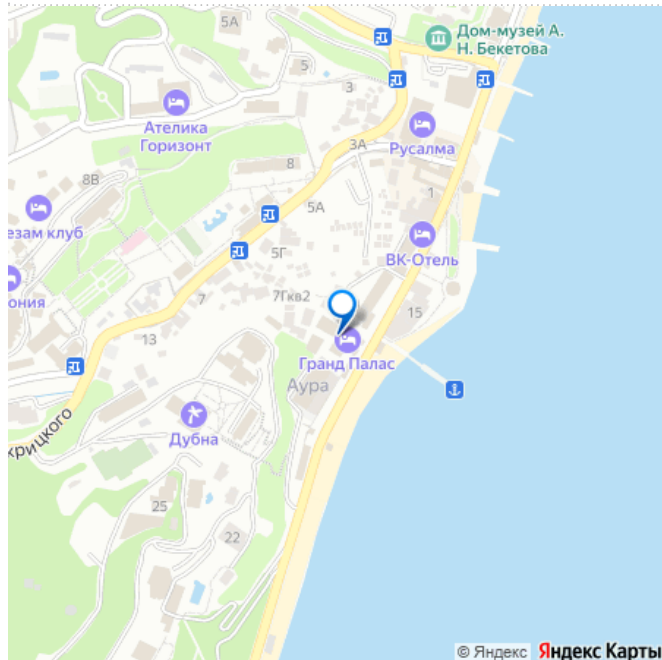 5А
Дом-музей А.
Н. Бекетова
5
3
Ателика
Горизонт
3А
Русалма
8
8В
1
5А
езам клуб
5Г
ВК-Отель
ония
7
7Гкв2
15
13
Гранд Палас
Аура
Дубна
крицкого
25
22
© Яндекс Яндекс Карты